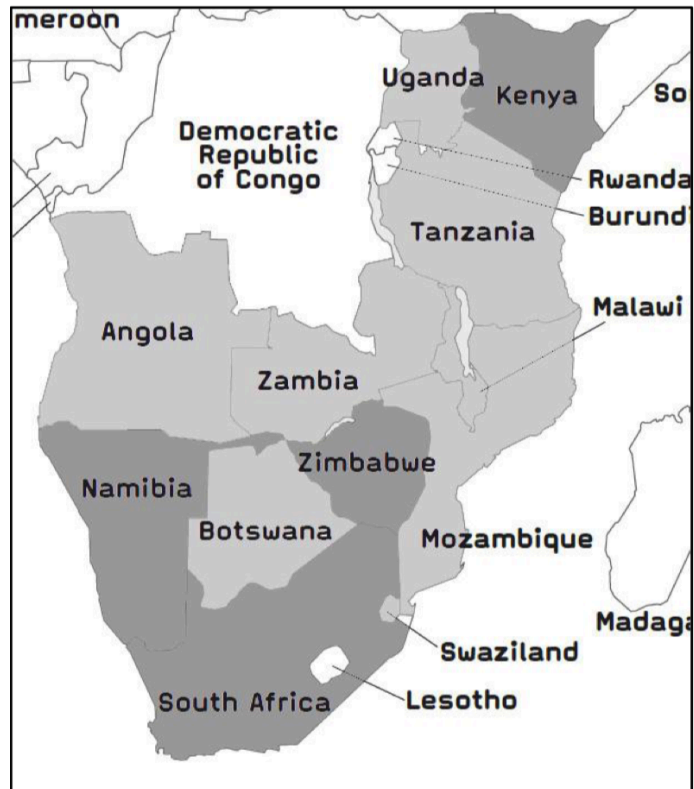 meroon
Uganda
Kenya
So
Democratic
Republic
of Congo
Rwanda
Burundi
Tanzania
Malawi
Angola
Zambia
Zimbabwe
Namibia
Botswana
Mozambique
Madaga
Swaziland
South Africa
Lesotho